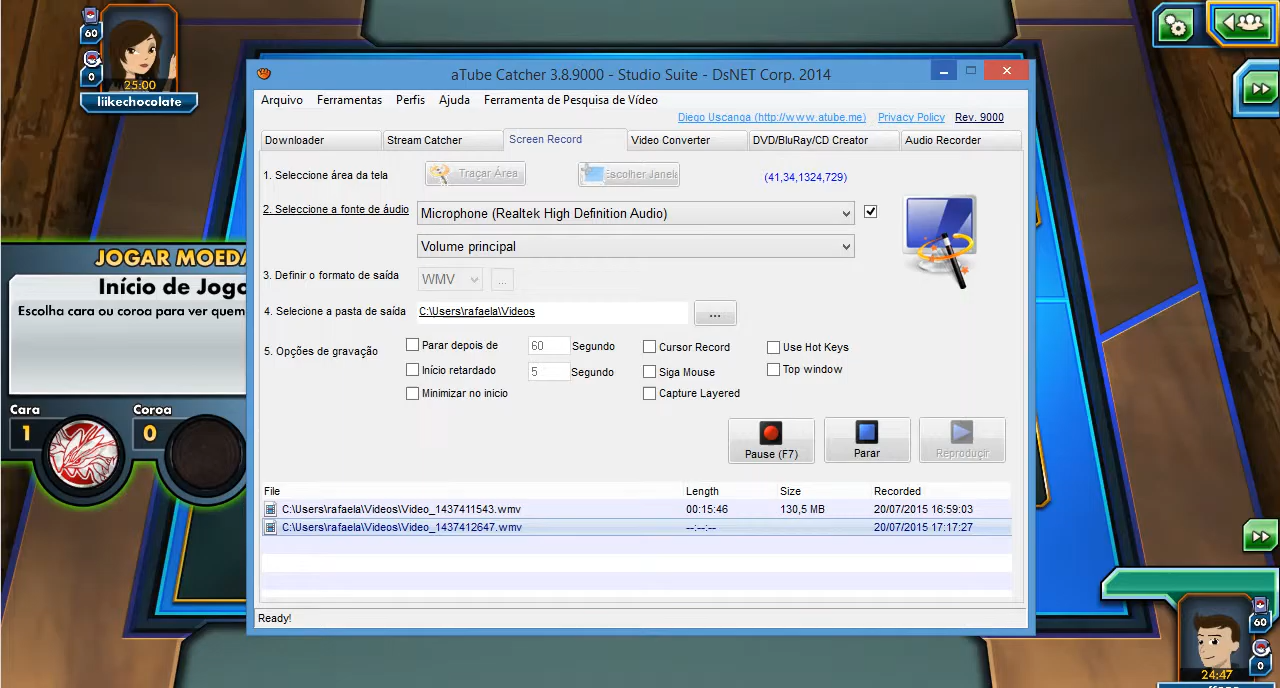 60
0
25:00
liikechocolate
aTube Catcher 3.8.9000 - Studio Suite - DsNET Corp. 2014
Arquivo Ferramentas Perfis Ajuda Ferramenta de Pesquisa de Vídeo
Diego Uscanga (http://www.atube.me) Privacy Policy Rev. 9000
Downloader Stream Catcher Screen Record Video Converter DVD/BluRay/CD Creator Audio Recorder
1. Seleccione área da tela Traçar Área Escolher Janela (41,34,1324,729)
2. Seleccione a fonte de áudio Microphone (Realtek High Definition Audio)
Volume principal
3. Definir o formato de saída WMV ...
4. Selecione a pasta de saída C:\Users\rafaela\Videos ...
5. Opções de gravação
Parar depois de 60 Segundo Cursor Record Use Hot Keys
Início retardado 5 Segundo Siga Mouse Top window
Minimizar no inicio Capture Layered
Pause (F7) Parar Reproduçir
File Length Size Recorded
C:\Users\rafaela\Videos\Video_1437411543.wmv 00:15:46 130,5 MB 20/07/2015 16:59:03
C:\Users\rafaela\Videos\Video_1437412647.wmv --:--:-- 20/07/2015 17:17:27
Ready!
JOGAR MOEDA
Início de Jogo
Escolha cara ou coroa para ver quem
Cara Coroa
1 0
60
0
24:47